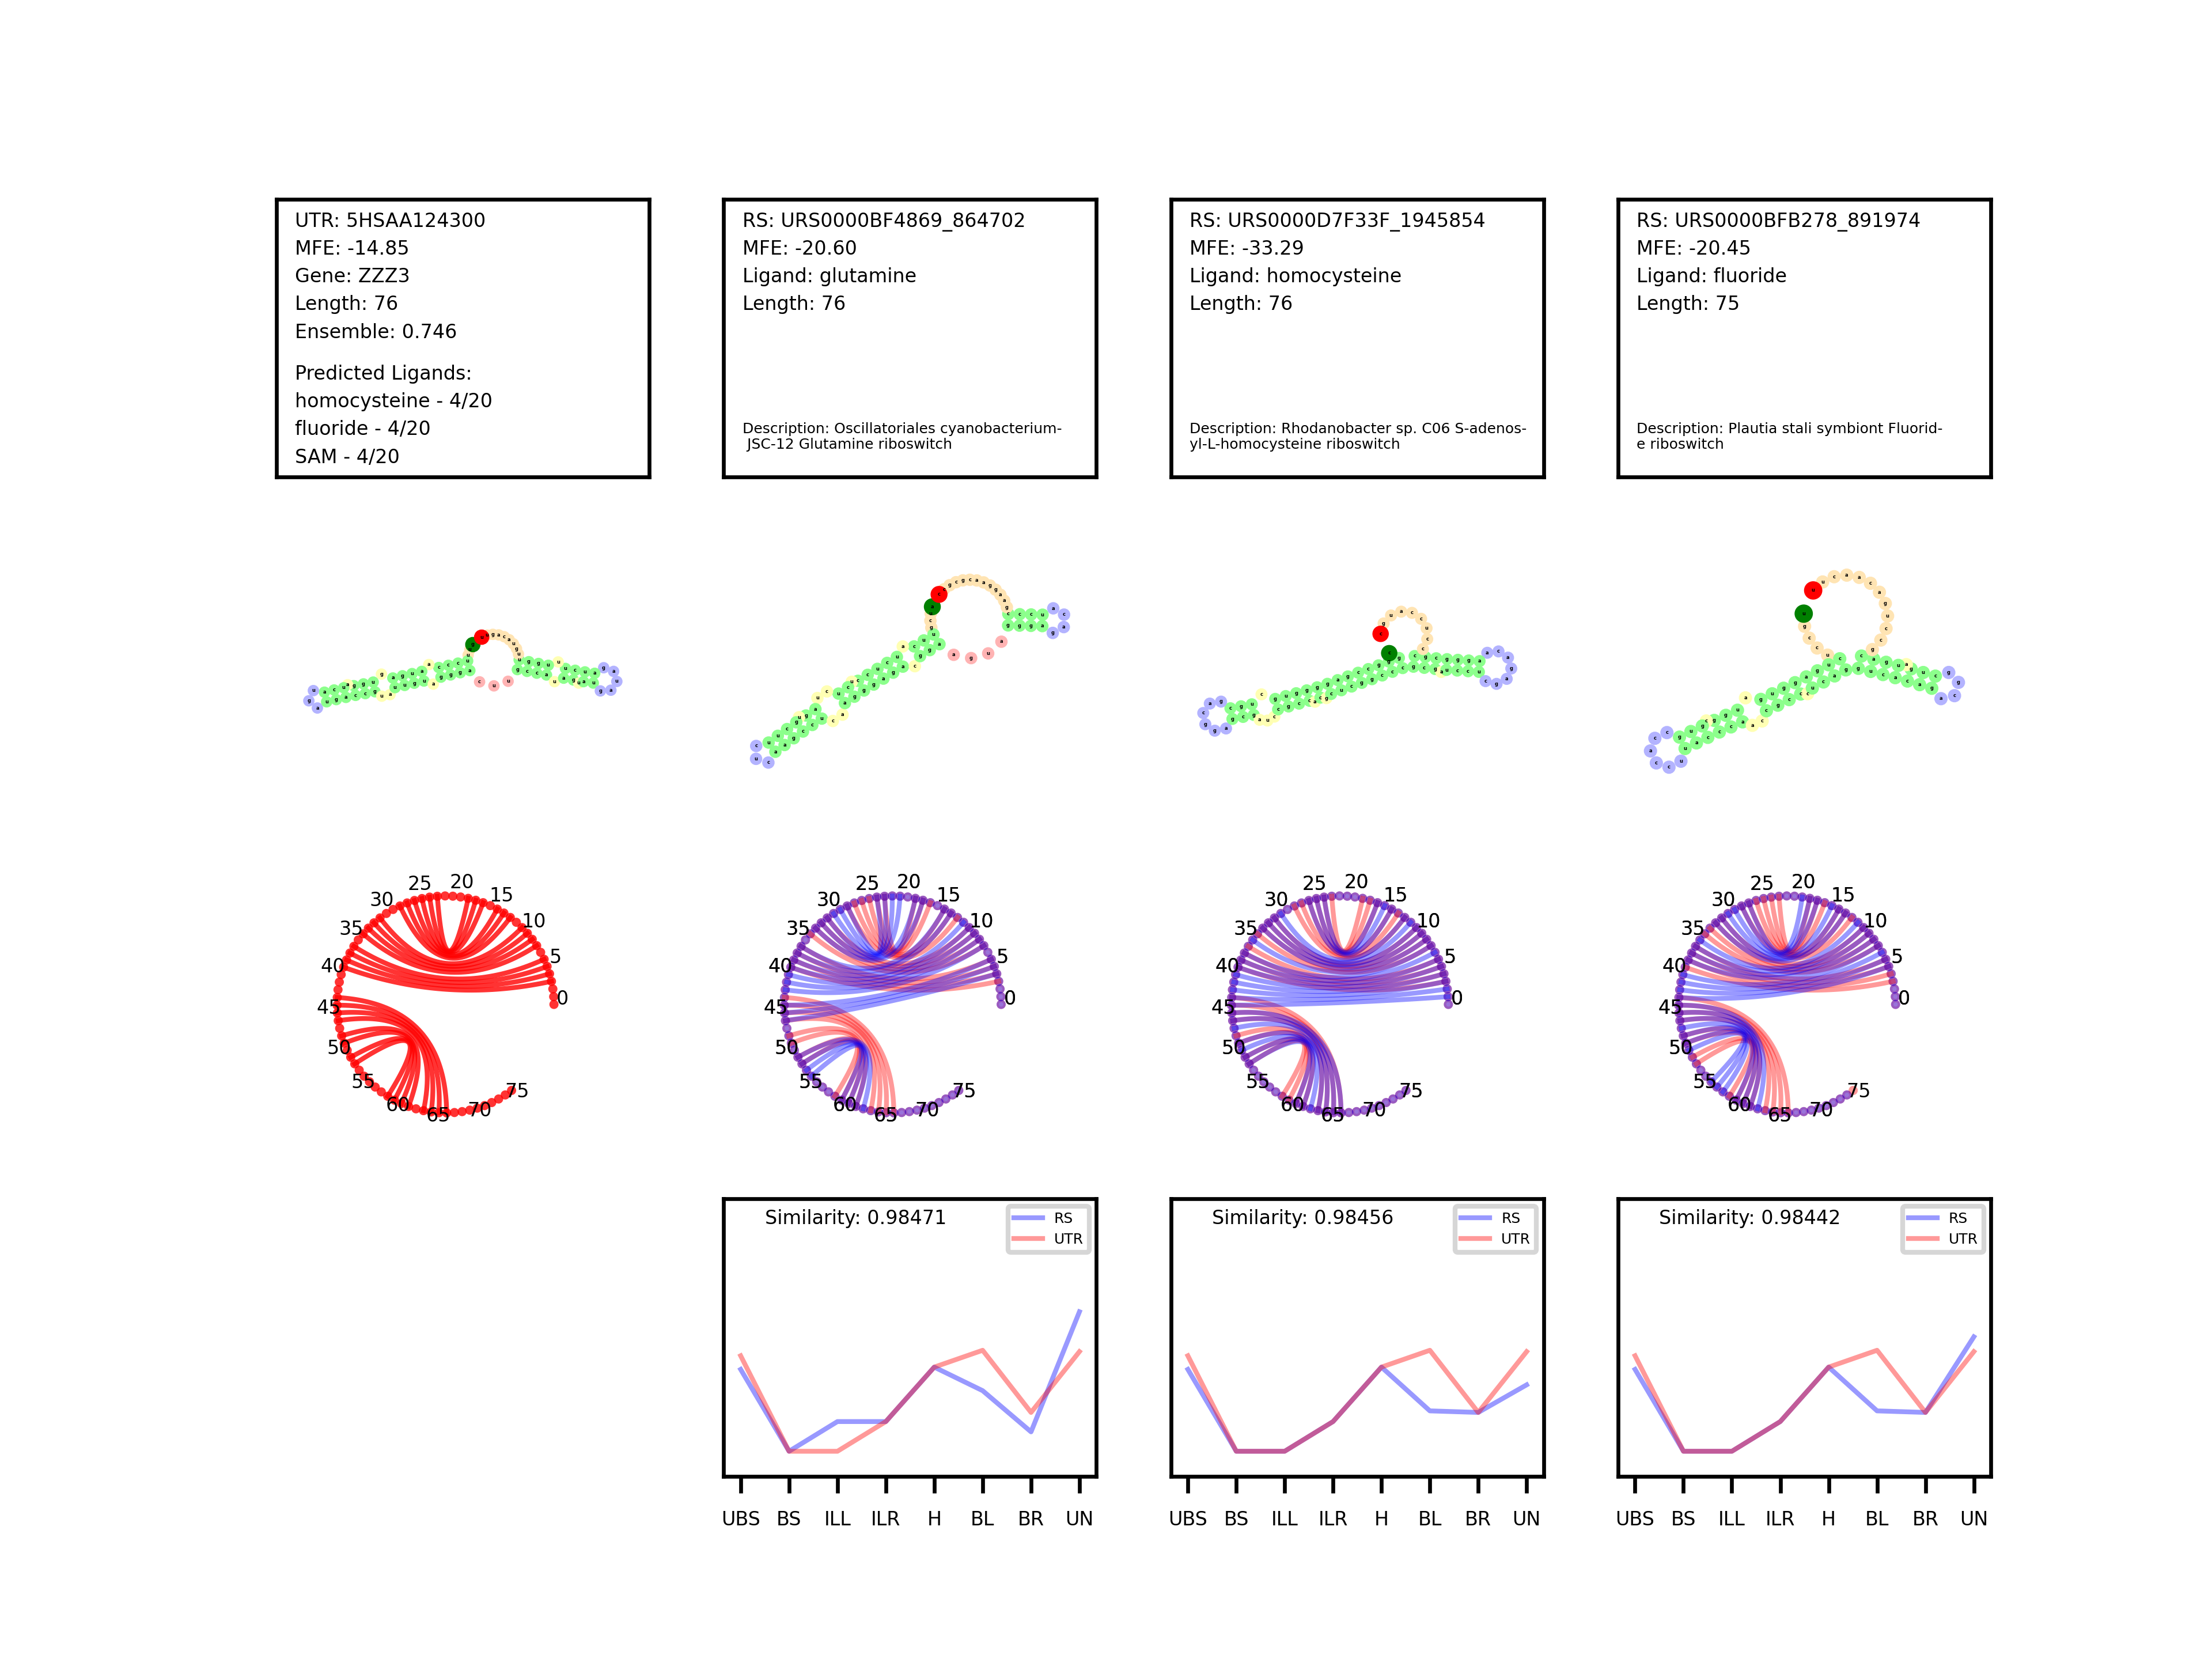 UTR: 5HSAA124300
MFE: -14.85
Gene: ZZZ3
Length: 76
Ensemble: 0.746
Predicted Ligands:
homocysteine - 4/20
fluoride - 4/20
SAM - 4/20
RS: URS0000BF4869_864702
MFE: -20.60
Ligand: glutamine
Length: 76
Description: Oscillatoriales cyanobacterium-
JSC-12 Glutamine riboswitch
RS: URS0000D7F33F_1945854
MFE: -33.29
Ligand: homocysteine
Length: 76
Description: Rhodanobacter sp. C06 S-adenos-
yl-L-homocysteine riboswitch
RS: URS0000BFB278_891974
MFE: -20.45
Ligand: fluoride
Length: 75
Description: Plautia stali symbiont Fluorid-
e riboswitch
0 5 10 15 20 25 30 35 40 45 50 55 60 65 70 75
0 5 10 15 20 25 30 35 40 45 50 55 60 65 70 75
0 5 10 15 20 25 30 35 40 45 50 55 60 65 70 75
0 5 10 15 20 25 30 35 40 45 50 55 60 65 70 75
Similarity: 0.98471
RS
UTR
UBS BS ILL ILR H BL BR UN
Similarity: 0.98456
RS
UTR
UBS BS ILL ILR H BL BR UN
Similarity: 0.98442
RS
UTR
UBS BS ILL ILR H BL BR UN